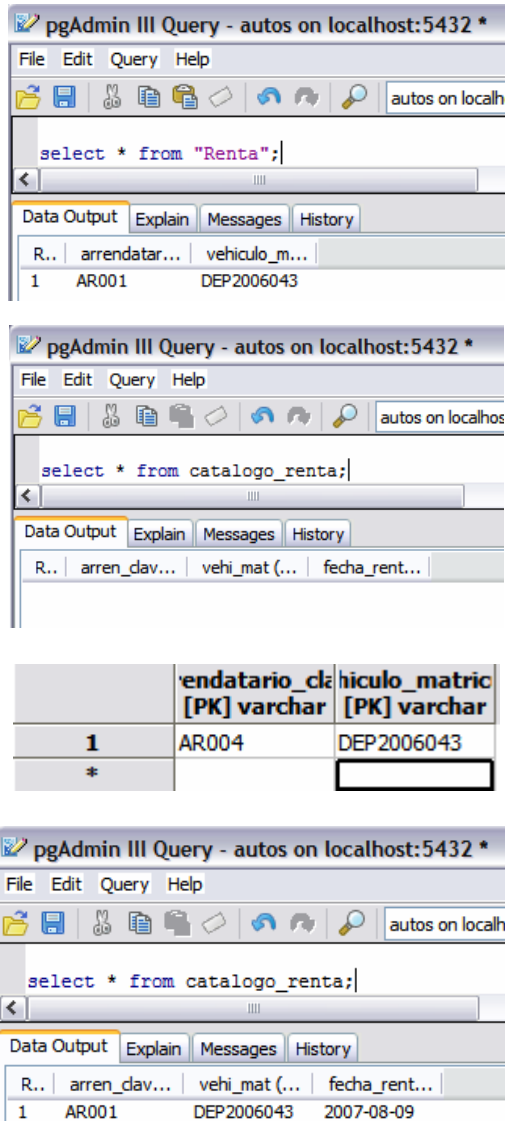 pgAdmin III Query - autos on localhost:5432 *
File Edit Query Help
autos on localh
select * from "Renta";
Data Output Explain Messages History
R.. arrendatar... vehiculo_m...
1 AR001 DEP2006043
pgAdmin III Query - autos on localhost:5432 *
File Edit Query Help
autos on localhos
select * from catalogo_renta;
Data Output Explain Messages History
R.. arren_clav... vehi_mat (... fecha_rent...
endatario_cla hiculo_matric
[PK] varchar [PK] varchar
1 AR004 DEP2006043
*
pgAdmin III Query - autos on localhost:5432 *
File Edit Query Help
autos on localh
select * from catalogo_renta;
Data Output Explain Messages History
R.. arren_clav... vehi_mat (... fecha_rent...
1 AR001 DEP2006043 2007-08-09